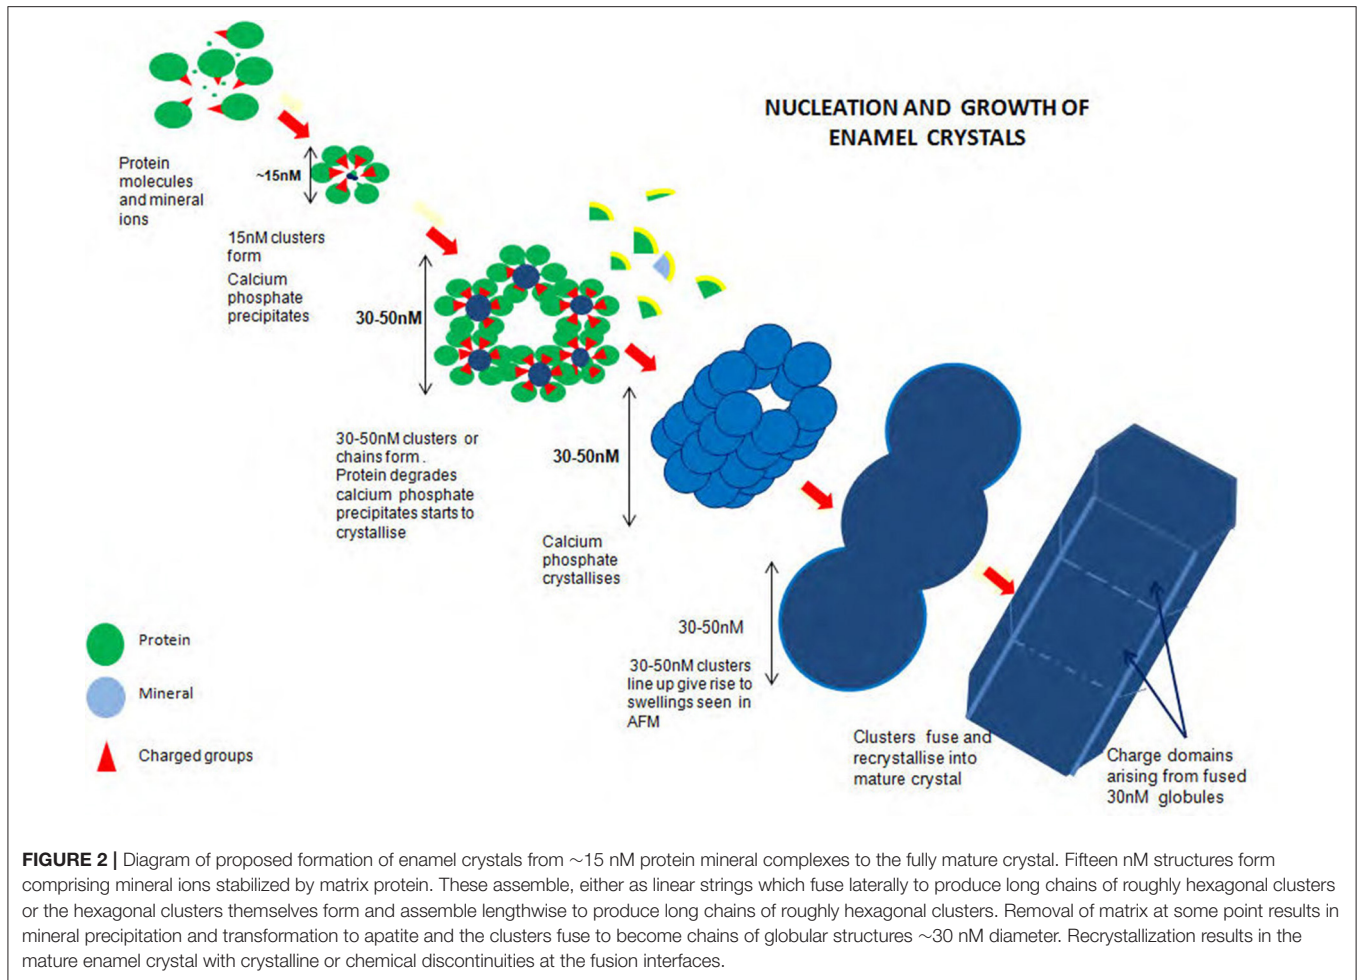 NUCLEATION AND GROWTH OF
ENAMEL CRYSTALS
Protein
molecules
and mineral
ions
~15nM
15nM clusters
form
Calcium
phosphate
precipitates
30-50nM
30-50nM clusters or
chains form .
Protein degrades
calcium phosphate
precipitates starts to
crystallise
30-50nM
Calcium
phosphate
crystallises
30-50nM
30-50nM clusters
line up give rise to
swellings seen in
AFM
Clusters fuse and
recrystallise into
mature crystal
Charge domains
arising from fused
30nM globules
Protein
Mineral
Charged groups
FIGURE 2 | Diagram of proposed formation of enamel crystals from ∼15 nM protein mineral complexes to the fully mature crystal. Fifteen nM structures form
comprising mineral ions stabilized by matrix protein. These assemble, either as linear strings which fuse laterally to produce long chains of roughly hexagonal clusters
or the hexagonal clusters themselves form and assemble lengthwise to produce long chains of roughly hexagonal clusters. Removal of matrix at some point results in
mineral precipitation and transformation to apatite and the clusters fuse to become chains of globular structures ∼30 nM diameter. Recrystallization results in the
mature enamel crystal with crystalline or chemical discontinuities at the fusion interfaces.